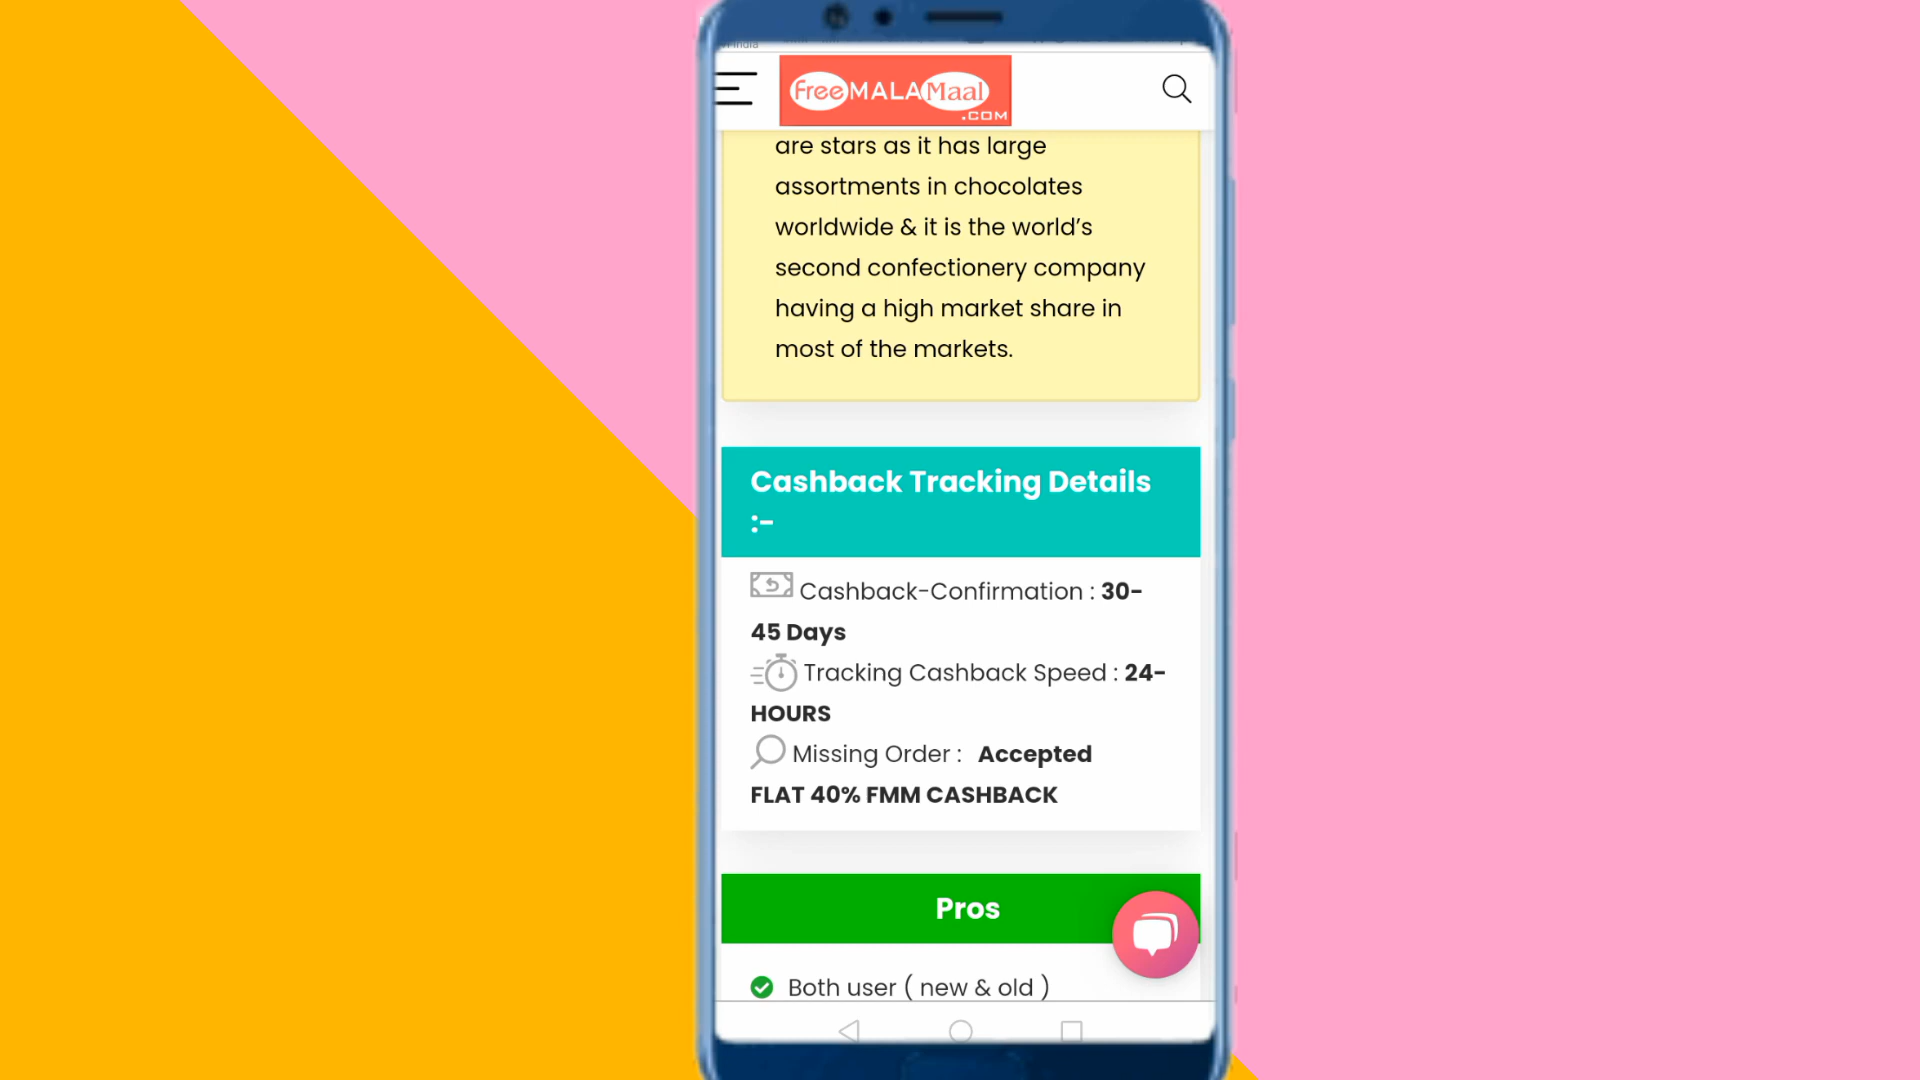 FreeMALAMaal
.COM
are stars as it has large
assortments in chocolates
worldwide & it is the world's
second confectionery company
having a high market share in
most of the markets.
Cashback Tracking Details
:-
Cashback-Confirmation : 30-
45 Days
Tracking Cashback Speed : 24-
HOURS
Missing Order : Accepted
FLAT 40% FMM CASHBACK
Pros
Both user ( new & old )